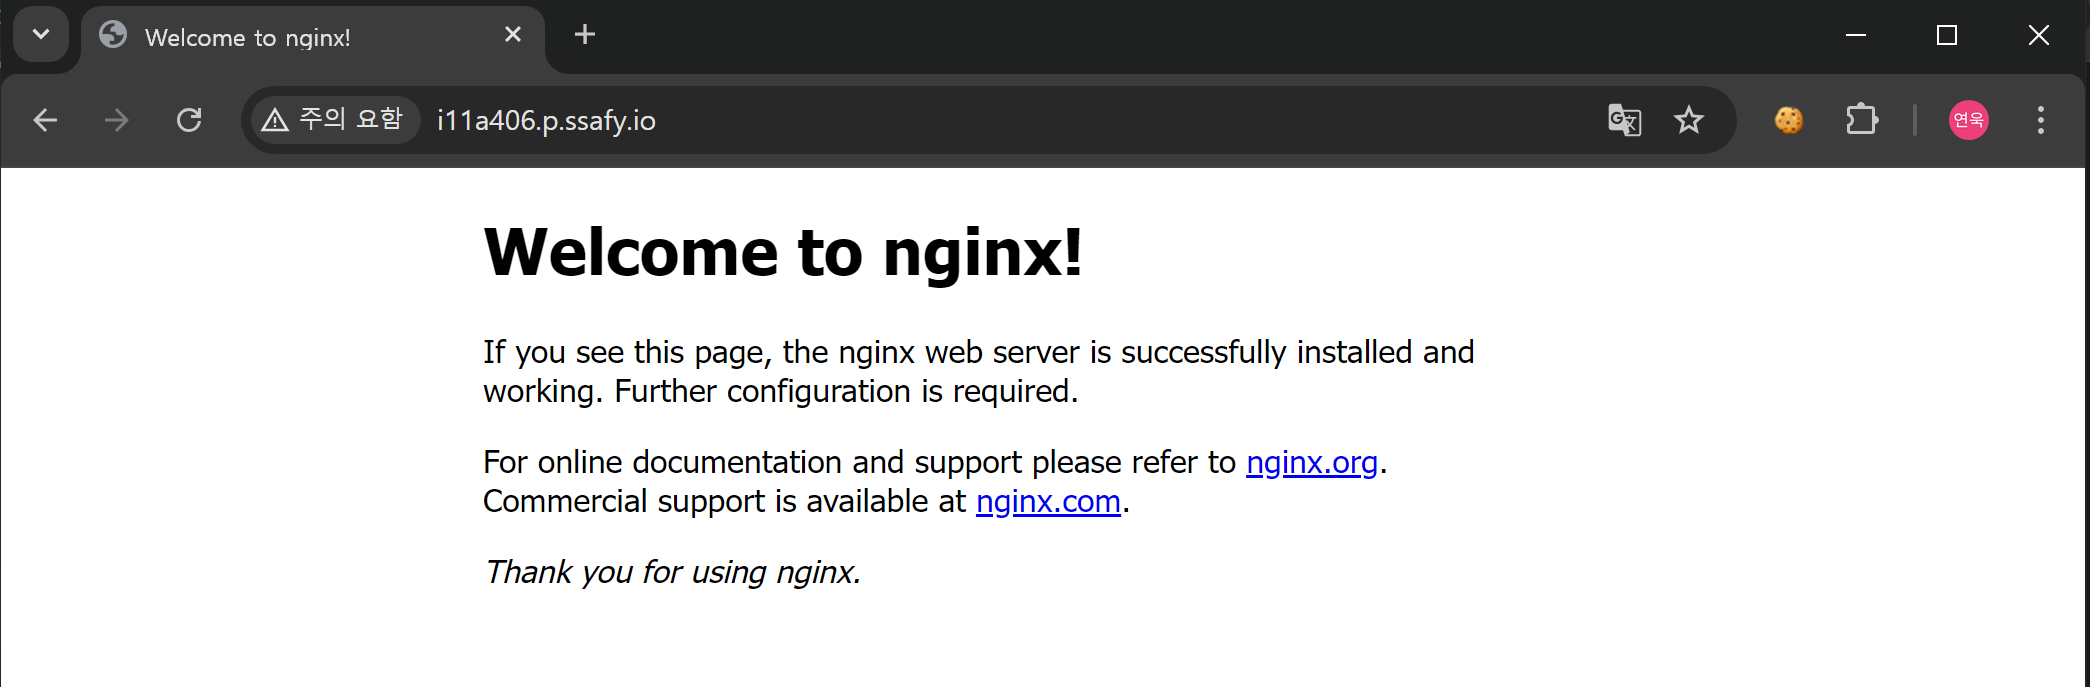 Welcome to nginx!
주의 요함 i11a406.p.ssafy.io
연욱
Welcome to nginx!
If you see this page, the nginx web server is successfully installed and
working. Further configuration is required.
For online documentation and support please refer to nginx.org.
Commercial support is available at nginx.com.
Thank you for using nginx.